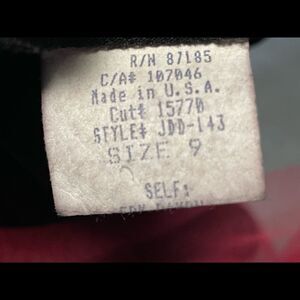 R/N 87185
C/A# 107046
Made in U.S.A.
Cut# 15770
STYLE# JDD-143
SIZE 9
SELF: